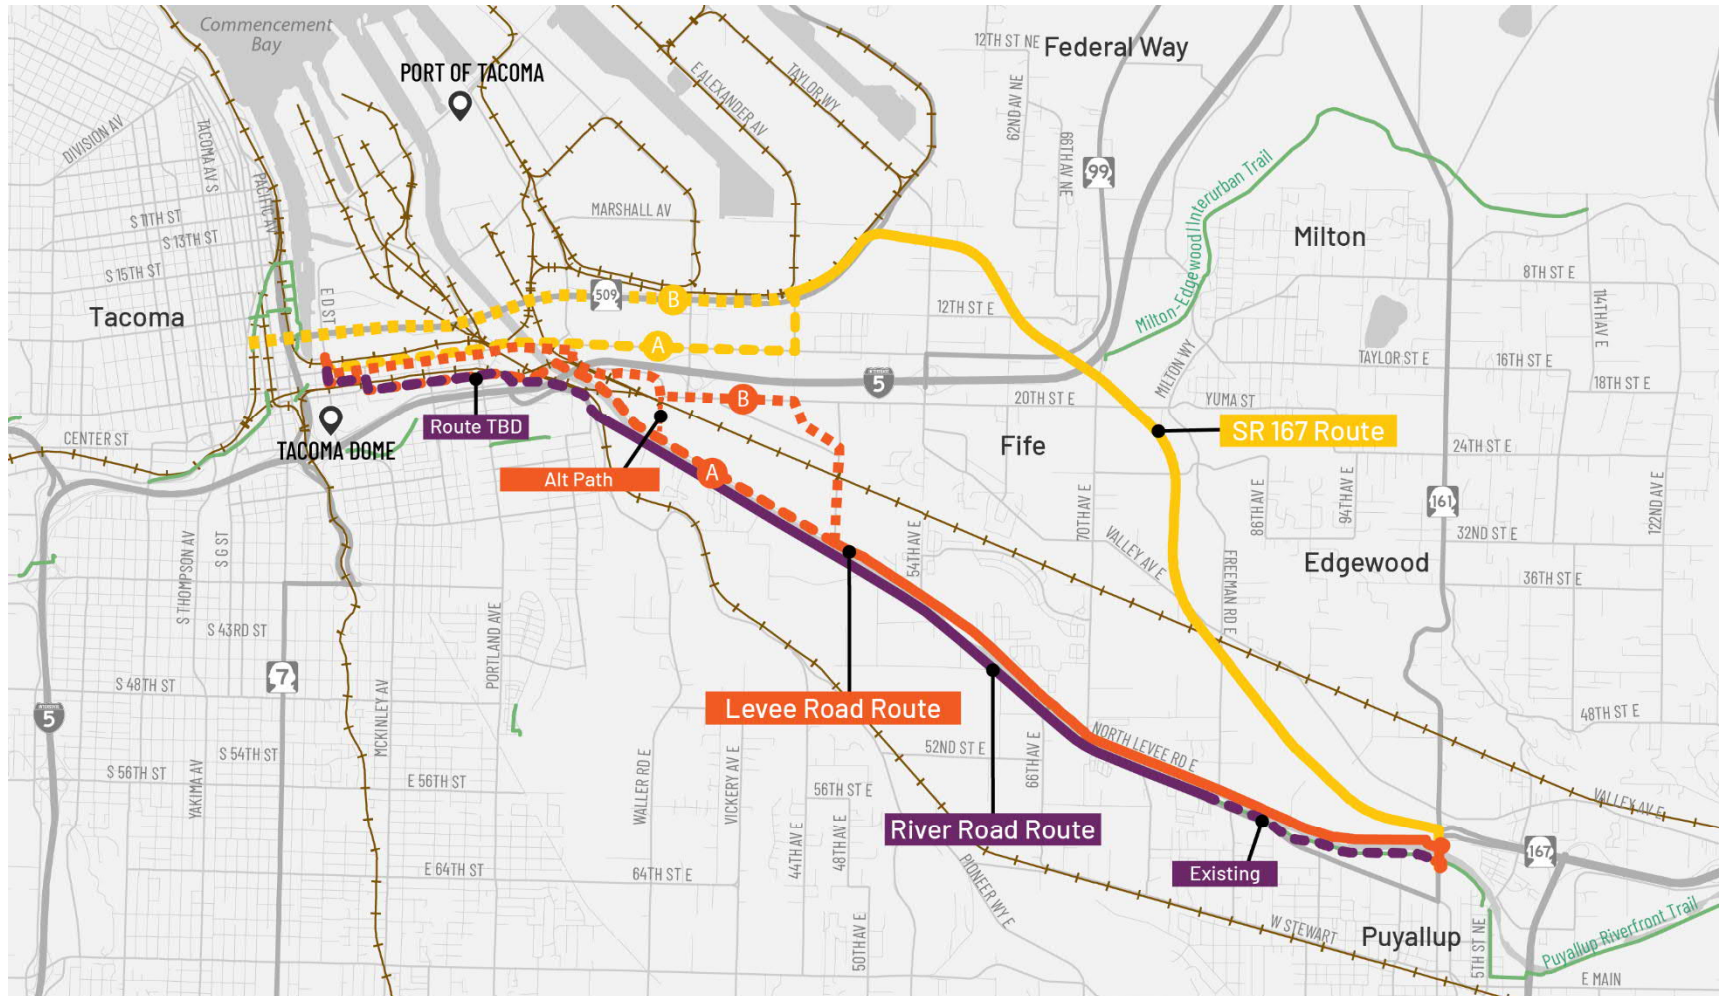 Commencement
Bay
PORT OF TACOMA
12TH ST NE
Federal Way
62ND AV NE
66TH AV NE
99
E ALEXANDER AV
TAYLOR WY
DIVISION AV
TACOMA AV S
PACIFIC AV
S 11TH ST
S 13TH ST
S 15TH ST
E D ST
MARSHALL AV
Milton-Edgewood Interurban Trail
Milton
8TH ST E
114TH AV E
Tacoma
509
B
A
12TH ST E
MILTON WY
TAYLOR ST E
16TH ST E
18TH ST E
5
20TH ST E
YUMA ST
B
Route TBD
SR 167 Route
CENTER ST
TACOMA DOME
Fife
24TH ST E
Alt Path
A
70TH AV E
86TH AV E
94TH AV E
161
122ND AV E
32ND ST E
S THOMPSON AV
S G ST
54TH AV E
VALLEY AV E
FREEMAN RD E
Edgewood
36TH ST E
S 43RD ST
PORTLAND AVE
7
S 48TH ST
5
MCKINLEY AV
Levee Road Route
48TH ST E
S 54TH ST
S 56TH ST
YAKIMA AV
E 56TH ST
WALLER RD E
VICKERY AV E
52ND ST E
66TH AV E
NORTH LEVEE RD E
56TH ST E
44TH AV E
48TH AV E
VALLEY AV E
River Road Route
167
E 64TH ST
64TH ST E
PIONEER WY E
Existing
50TH AV E
W STEWART
Puyallup
5TH ST NE
Puyallup Riverfront Trail
E MAIN